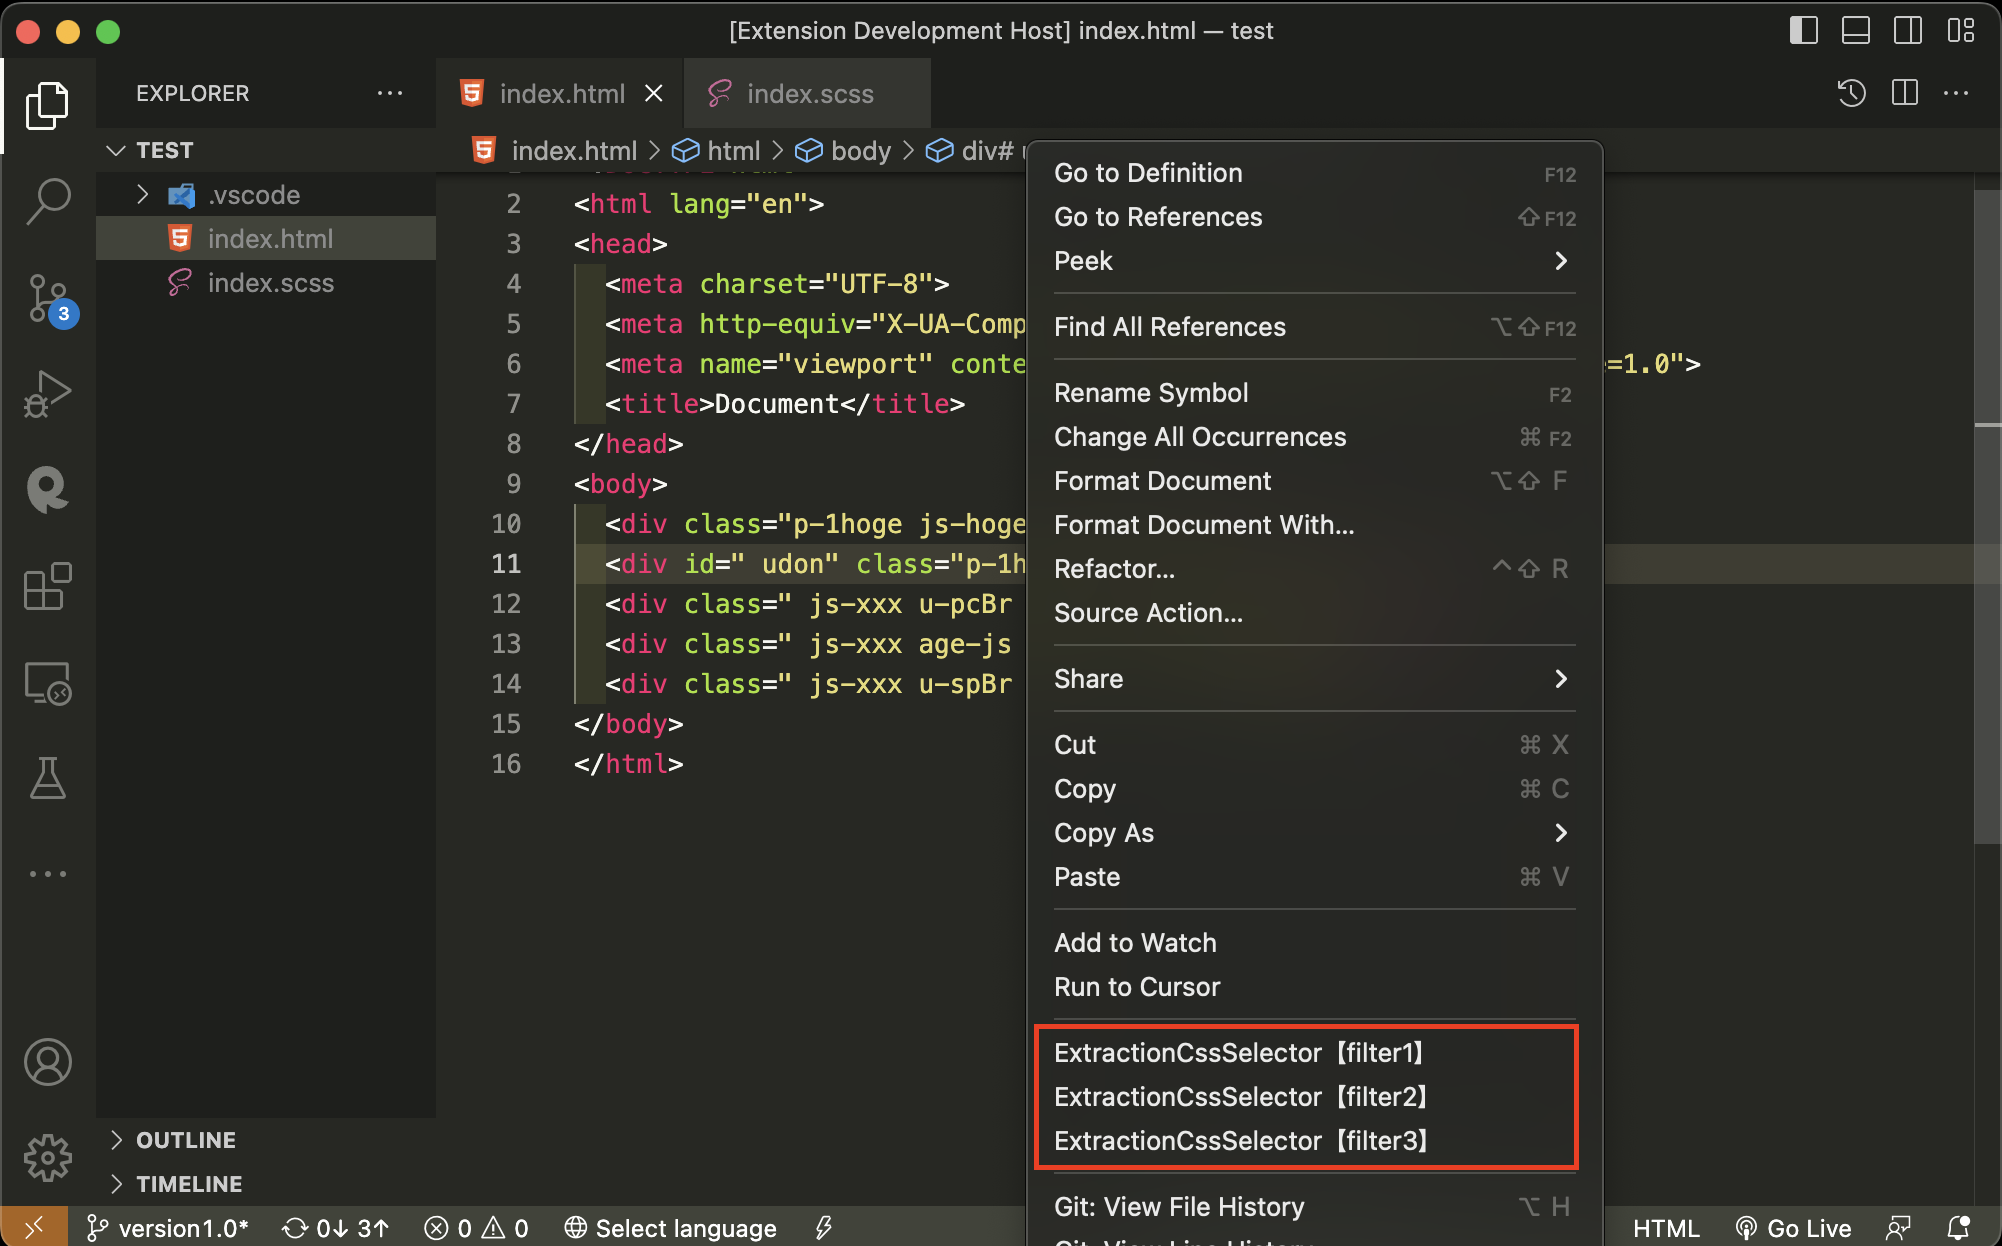 [Extension Development Host] index.html — test
EXPLORER
index.html
index.scss
TEST
index.html > html > body > div#
.vscode
index.html
index.scss
3
2 <html lang="en">
3 <head>
4 <meta charset="UTF-8">
5 <meta http-equiv="X-UA-Comp
6 <meta name="viewport" conte =1.0">
7 <title>Document</title>
8 </head>
9 <body>
10 <div class="p-1hoge js-hoge
11 <div id=" udon" class="p-1h
12 <div class=" js-xxx u-pcBr
13 <div class=" js-xxx age-js
14 <div class=" js-xxx u-spBr
15 </body>
16 </html>
Go to Definition F12
Go to References ⇧F12
Peek
Find All References ⌥⇧F12
Rename Symbol F2
Change All Occurrences ⌘ F2
Format Document ⌥⇧ F
Format Document With...
Refactor... ^⇧ R
Source Action...
Share
Cut ⌘ X
Copy ⌘ C
Copy As
Paste ⌘ V
Add to Watch
Run to Cursor
ExtractionCssSelector【filter1】
ExtractionCssSelector【filter2】
ExtractionCssSelector【filter3】
Git: View File History ⌥ H
Git: View Line History
OUTLINE
TIMELINE
version1.0* 0↓ 3↑ 0 0 Select language HTML Go Live